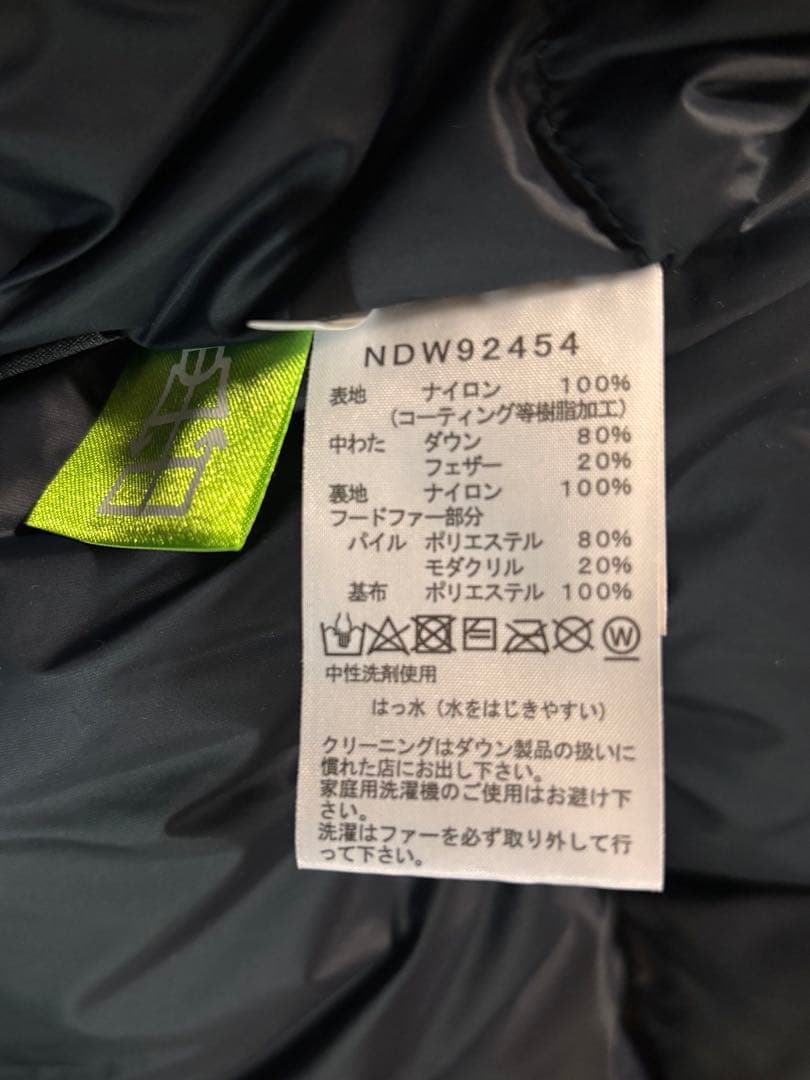 NDW92454
表地 ナイロン 100%
(コーティング等樹脂加工)
中わた ダウン 80%
フェザー 20%
裏地 ナイロン 100%
フードファー部分
パイル ポリエステル 80%
モダクリル 20%
基布 ポリエステル 100%
W
中性洗剤使用
はっ水(水をはじきやすい)
クリーニングはダウン製品の扱いに
慣れた店にお出し下さい。
家庭用洗濯機のご使用はお避け下
さい。
洗濯はファーを必ず取り外して行
って下さい。